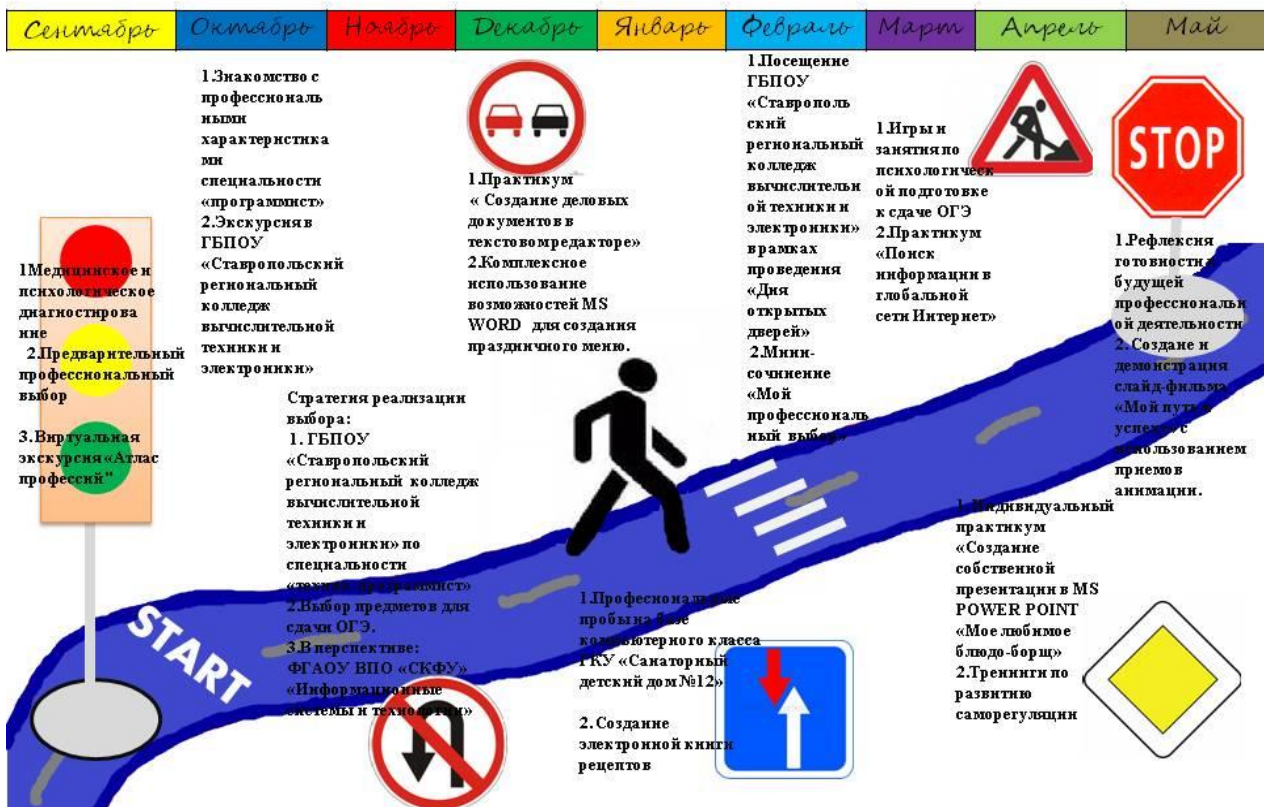 Сентябрь
Октябрь
Ноябрь
Декабрь
Январь
Февраль
Март
Апрель
Май
1Медицинское и
психологическое
диагностирова
ние
2.Предварительный
профессиональный
выбор
3.Виртуальная
экскурсия «Атлас
профессий"
1.Знакомство с
профессиональ
ными
характеристика
ми
специальности
«программист»
2.Экскурсия в
ГБПОУ
«Ставропольский
региональный
колледж
вычислительной
техники и
электроники»
Стратегия реализации
выбора:
1. ГБПОУ
«Ставропольский
региональный колледж
вычислительной
техники и
электроники» по
специальности
«техник-программист»
2.Выбор предметов для
сдачи ОГЭ.
3.В перспективе:
ФГАОУ ВПО «СКФУ»
«Информационные
системы и технологии»
1.Практикум
« Создание деловых
документов в
текстовом редакторе»
2.Комплексное
использование
возможностей MS
WORD для создания
праздничного меню.
1.Професиональные
пробы на базе
компьютерного класса
ГКУ «Санаторный
детский дом №12»
2. Создание
электронной книги
рецептов
1.Посещение
ГБПОУ
«Ставрополь
ский
региональный
колледж
вычислительн
ой техники и
электроники»
в рамках
проведения
«Дня
открытых
дверей»
2.Мини-
сочинение
«Мой
профессиональ
ный выбор»
1.Игры и
занятия по
психологическ
ой подготовке
к сдаче ОГЭ
2.Практикум
«Поиск
информации в
глобальной
сети Интернет»
1. Индивидуальный
практикум
«Создание
собственной
презентации в MS
POWER POINT
«Мое любимое
блюдо-борщ»
2.Тренинги по
развитию
саморегуляции
STOP
1.Рефлексия
готовности к
будущей
профессиональн
ой деятельности
2. Создане и
демонстрация
слайд-фильма
«Мой путь к
успеху» с
использованием
приемов
анимации.
START